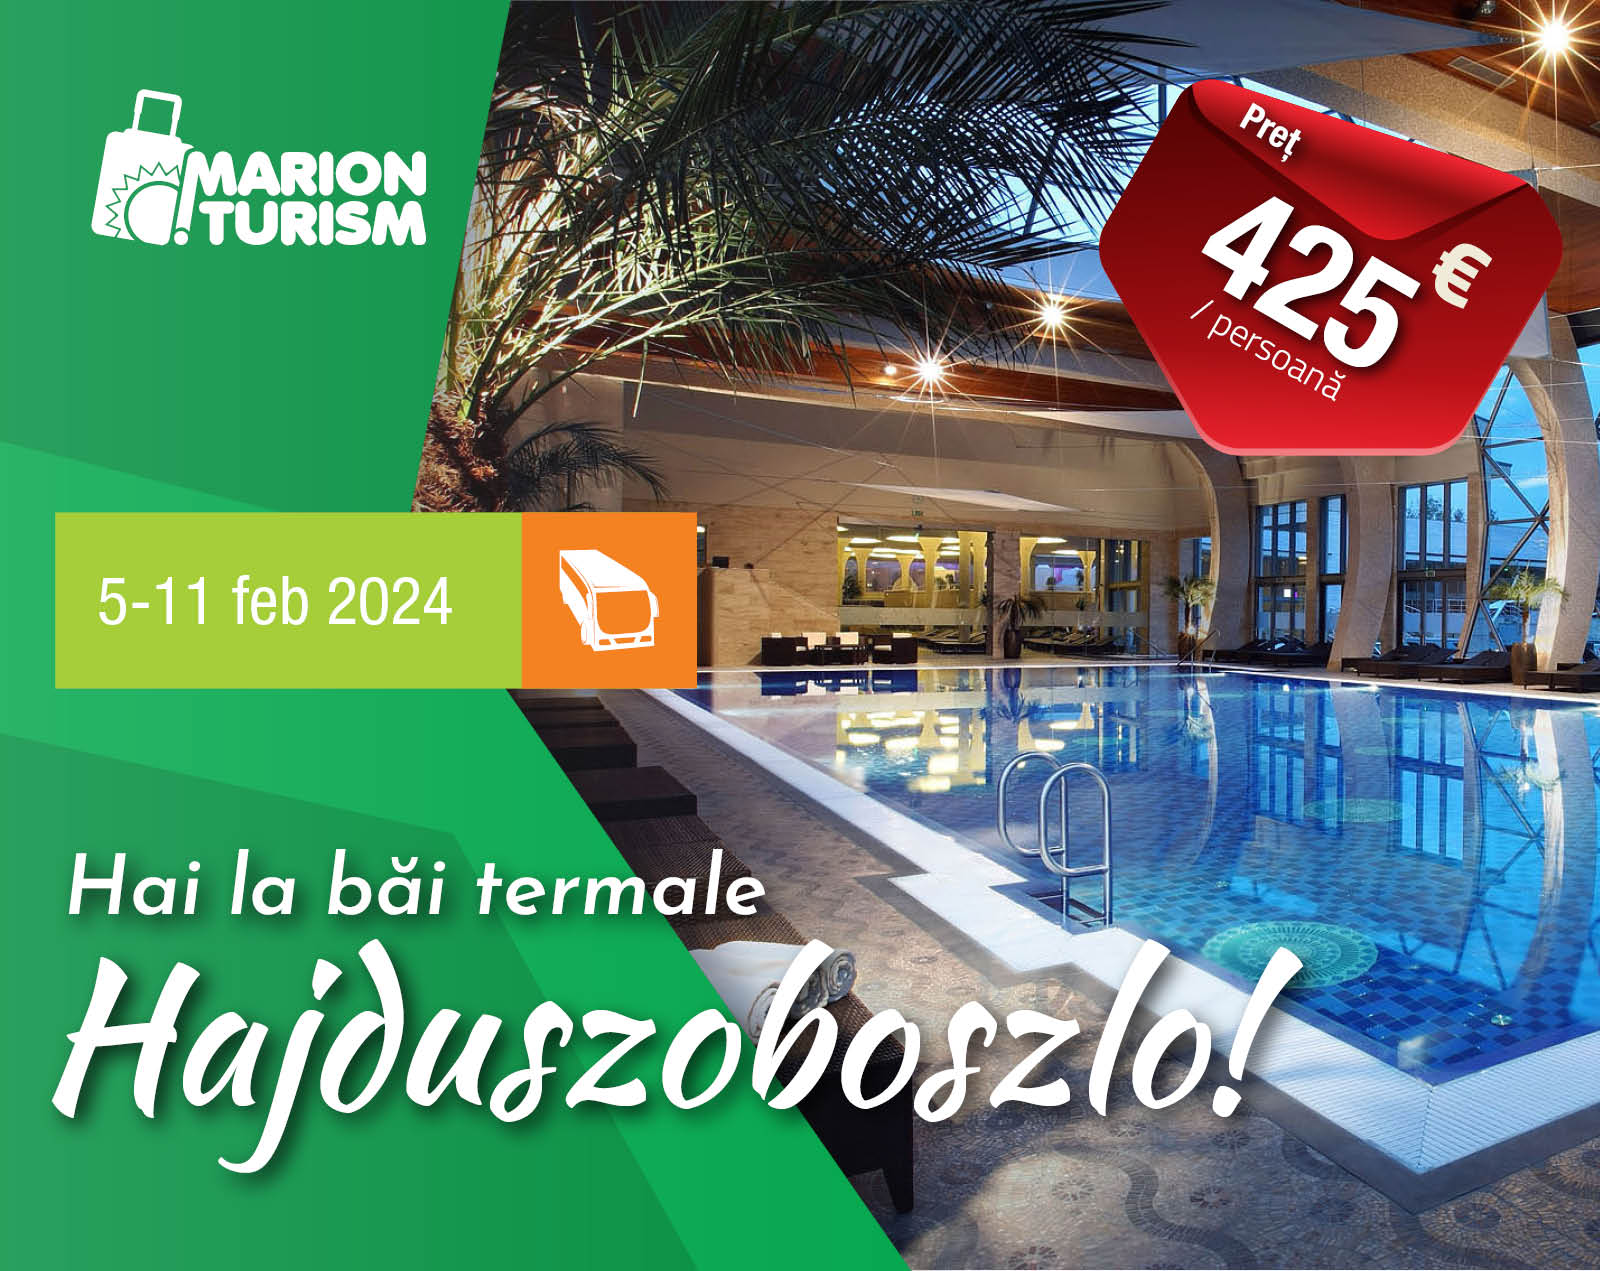 MARION
TURISM
Preț
425 €
/ persoană
5-11 feb 2024
Hai la băi termale
Hajduszoboszlo!